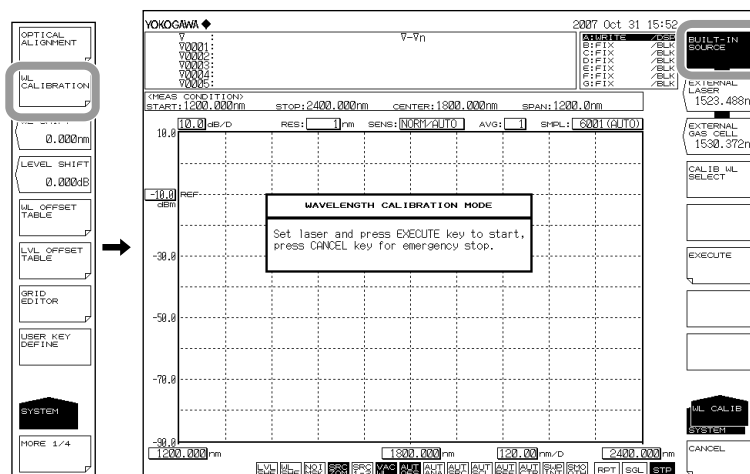 OPTICAL
ALIGNMENT
WL
CALIBRATION
0.000nm
LEVEL SHIFT
0.000dB
WL OFFSET
TABLE
LVL OFFSET
TABLE
GRID
EDITOR
USER KEY
DEFINE
SYSTEM
MORE 1/4
YOKOGAWA ◆
2007 Oct 31 15:52
∇
∇0001:
∇0002:
∇0003:
∇0004:
∇0005:
∇-∇n
A:WRITE /DSP
B:FIX /BLK
C:FIX /BLK
D:FIX /BLK
E:FIX /BLK
F:FIX /BLK
G:FIX /BLK
<MEAS CONDITION>
START:1200.000nm STOP:2400.000nm CENTER:1800.000nm SPAN:1200.0nm
10.0 dB/D RES: 1 nm SENS: NORM/AUTO AVG: 1 SMPL: 6001(AUTO)
10.0
-10.0 REF
dBm
-30.0
-50.0
-70.0
-90.0
WAVELENGTH CALIBRATION MODE
Set laser and press EXECUTE key to start,
press CANCEL key for emergency stop.
1200.000 nm 1800.000 nm 120.00 nm/D 2400.000 nm
RPT SGL STP
BUILT-IN
SOURCE
EXTERNAL
LASER
1523.488n
EXTERNAL
GAS CELL
1530.372n
CALIB WL
SELECT
EXECUTE
WL CALIB
SYSTEM
CANCEL